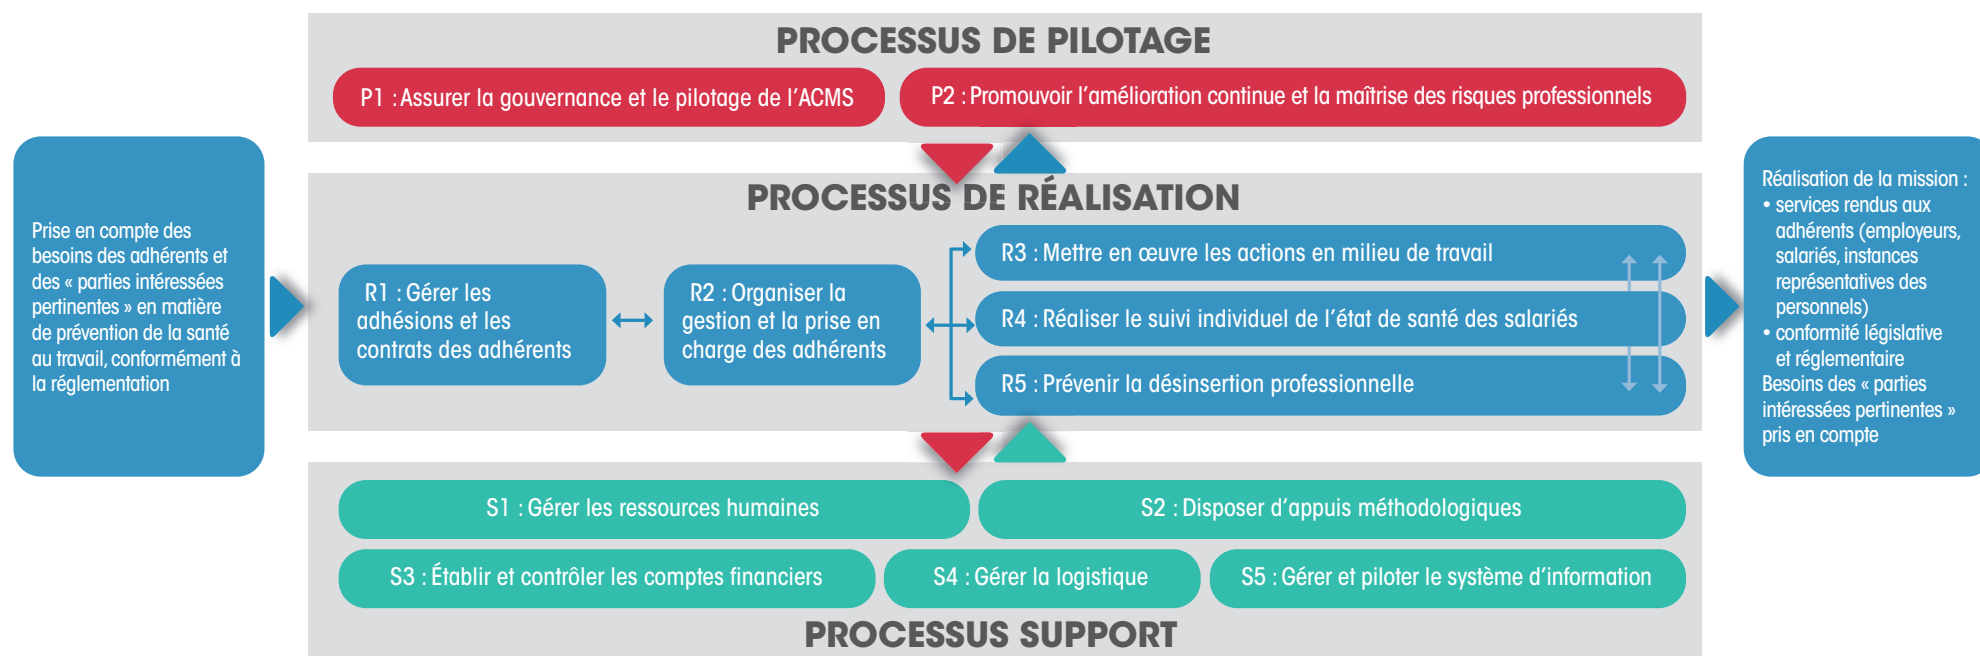 PROCESSUS DE PILOTAGE
P1 : Assurer la gouvernance et le pilotage de l’ACMS
P2 : Promouvoir l’amélioration continue et la maîtrise des risques professionnels
Prise en compte des
besoins des adhérents et
des « parties intéressées
pertinentes » en matière
de prévention de la santé
au travail, conformément à
la réglementation
PROCESSUS DE RÉALISATION
R1 : Gérer les
adhésions et les
contrats des adhérents
R2 : Organiser la
gestion et la prise en
charge des adhérents
R3 : Mettre en œuvre les actions en milieu de travail
R4 : Réaliser le suivi individuel de l’état de santé des salariés
R5 : Prévenir la désinsertion professionnelle
Réalisation de la mission :
• services rendus aux
adhérents (employeurs,
salariés, instances
représentatives des
personnels)
• conformité législative
et réglementaire
Besoins des « parties
intéressées pertinentes »
pris en compte
S1 : Gérer les ressources humaines
S2 : Disposer d’appuis méthodologiques
S3 : Établir et contrôler les comptes financiers
S4 : Gérer la logistique
S5 : Gérer et piloter le système d’information
PROCESSUS SUPPORT